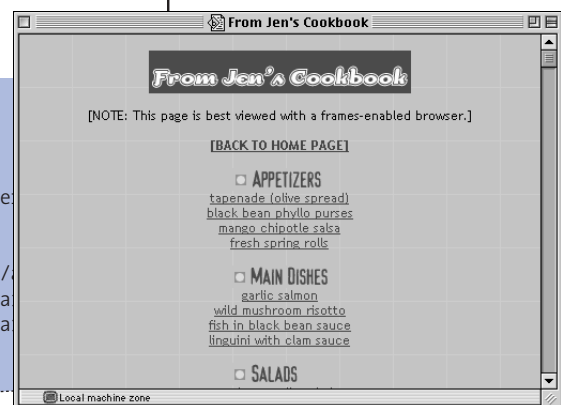 From Jen's Cookbook
From Jen's Cookbook
[NOTE: This page is best viewed with a frames-enabled browser.]
[BACK TO HOME PAGE]
APPETIZERS
tapenade (olive spread)
black bean phyllo purses
mango chipotle salsa
fresh spring rolls
MAIN DISHES
garlic salmon
wild mushroom risotto
fish in black bean sauce
linguini with clam sauce
SALADS
Local machine zone